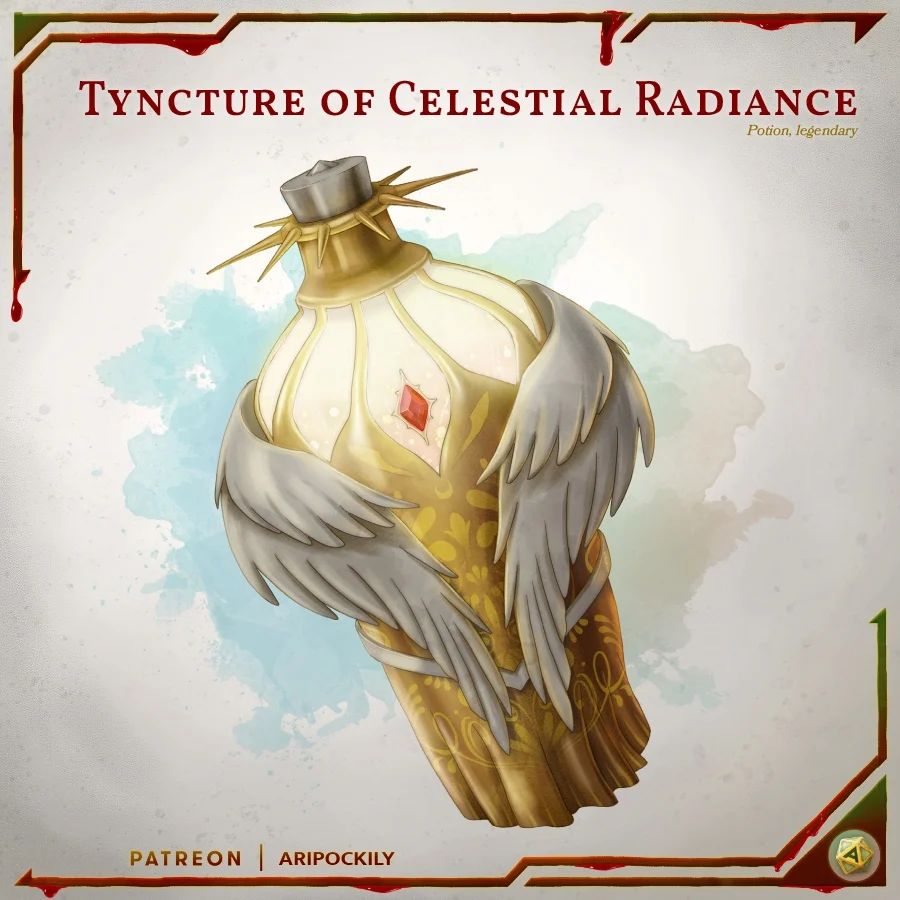 Tyncture of Celestial Radiance
Potion, legendary
PATREON | ARIPOCKILY
A